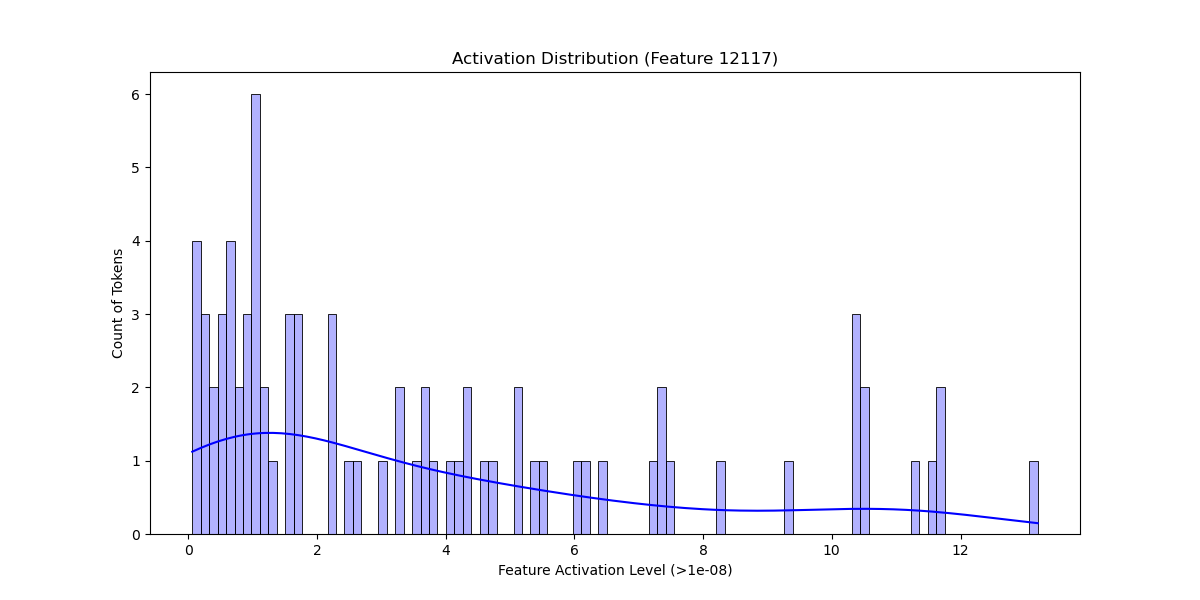 Activation Distribution (Feature 12117)
Count of Tokens
6
5
4
3
2
1
0
0 2 4 6 8 10 12
Feature Activation Level (>1e-08)